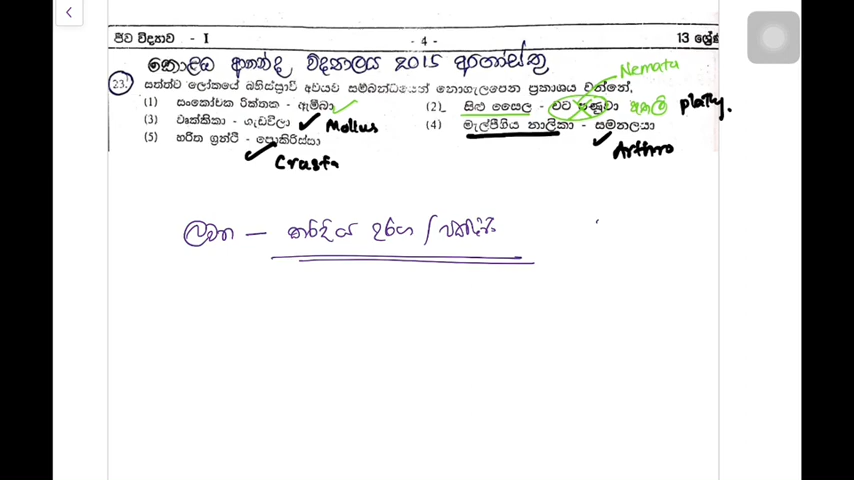 ජීව විද්‍යාව - I - 4 - 13 ශ්‍රේණි
කොළඹ ආනන්ද විද්‍යාලය 2015 අගෝස්තු
Nemata
23. සත්ත්ව ලෝකයේ බහිස්සුාවී අවයව සම්බන්ධයෙන් නොගැලපෙන ප්‍රකාශය වන්නේ,
(1) සංකෝචක රික්තක - ඇමීබා (2) සිළු සෛල - වට පණුවා platy.
(3) වෘක්කිකා - ගැඩවිලා Mollus (4) මැල්පීගිය නාලිකා - සමනලයා
(5) හරිත ග්‍රන්ථි - පොකිරිස්සා Arthro
Crusta
ලවණ — කරදිය